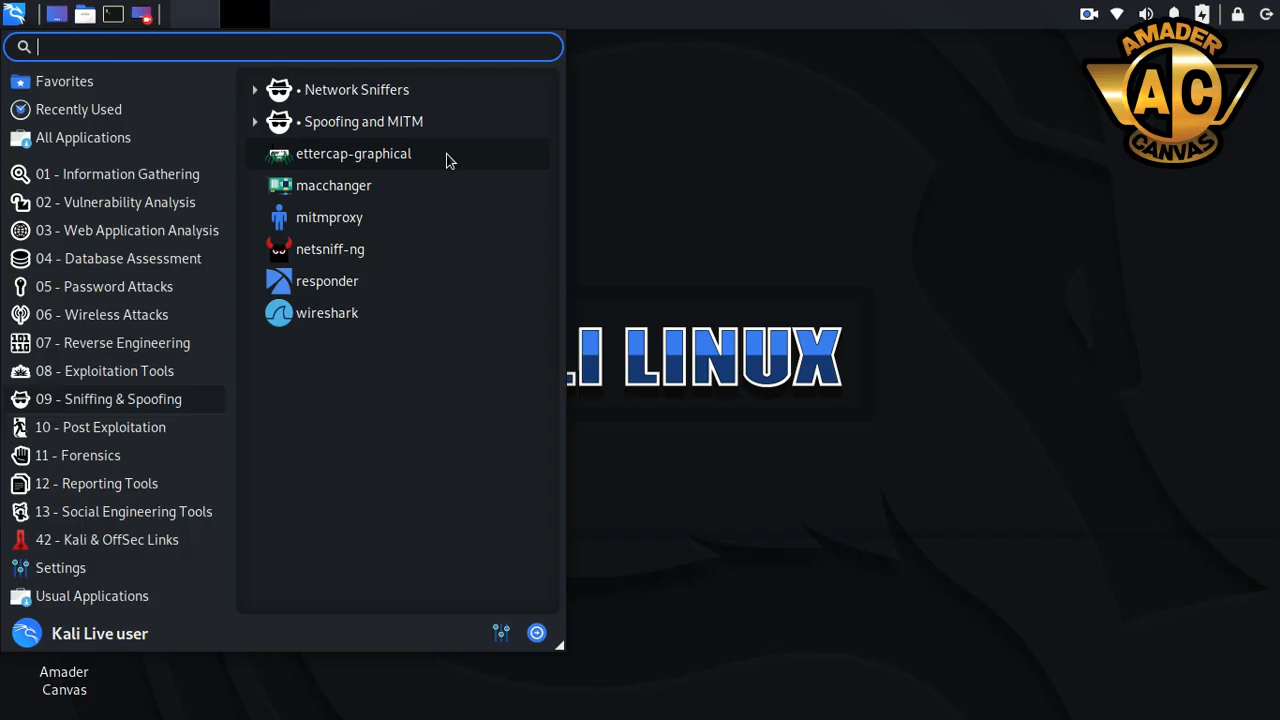 AMADER
AC
CANVAS
Favorites
Recently Used
All Applications
01 - Information Gathering
02 - Vulnerability Analysis
03 - Web Application Analysis
04 - Database Assessment
05 - Password Attacks
06 - Wireless Attacks
07 - Reverse Engineering
08 - Exploitation Tools
09 - Sniffing & Spoofing
10 - Post Exploitation
11 - Forensics
12 - Reporting Tools
13 - Social Engineering Tools
42 - Kali & OffSec Links
Settings
Usual Applications
• Network Sniffers
• Spoofing and MITM
ettercap-graphical
macchanger
mitmproxy
netsniff-ng
responder
wireshark
LI LINUX
Kali Live user
Amader
Canvas